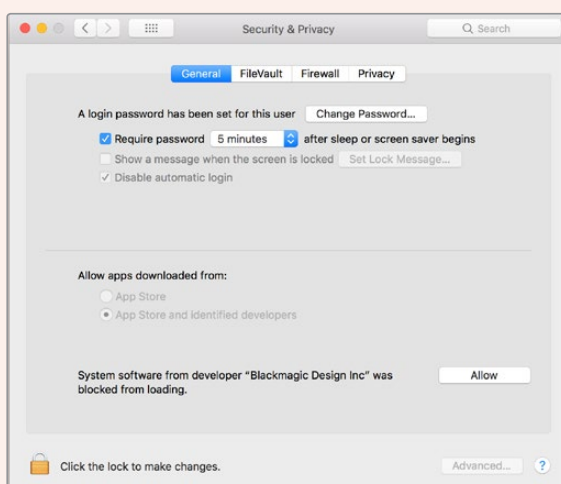 Security & Privacy
Search
General FileVault Firewall Privacy
A login password has been set for this user Change Password...
Require password 5 minutes after sleep or screen saver begins
Show a message when the screen is locked Set Lock Message...
Disable automatic login
Allow apps downloaded from:
App Store
App Store and identified developers
System software from developer “Blackmagic Design Inc” was
blocked from loading.
Allow
Click the lock to make changes.
Advanced...
?